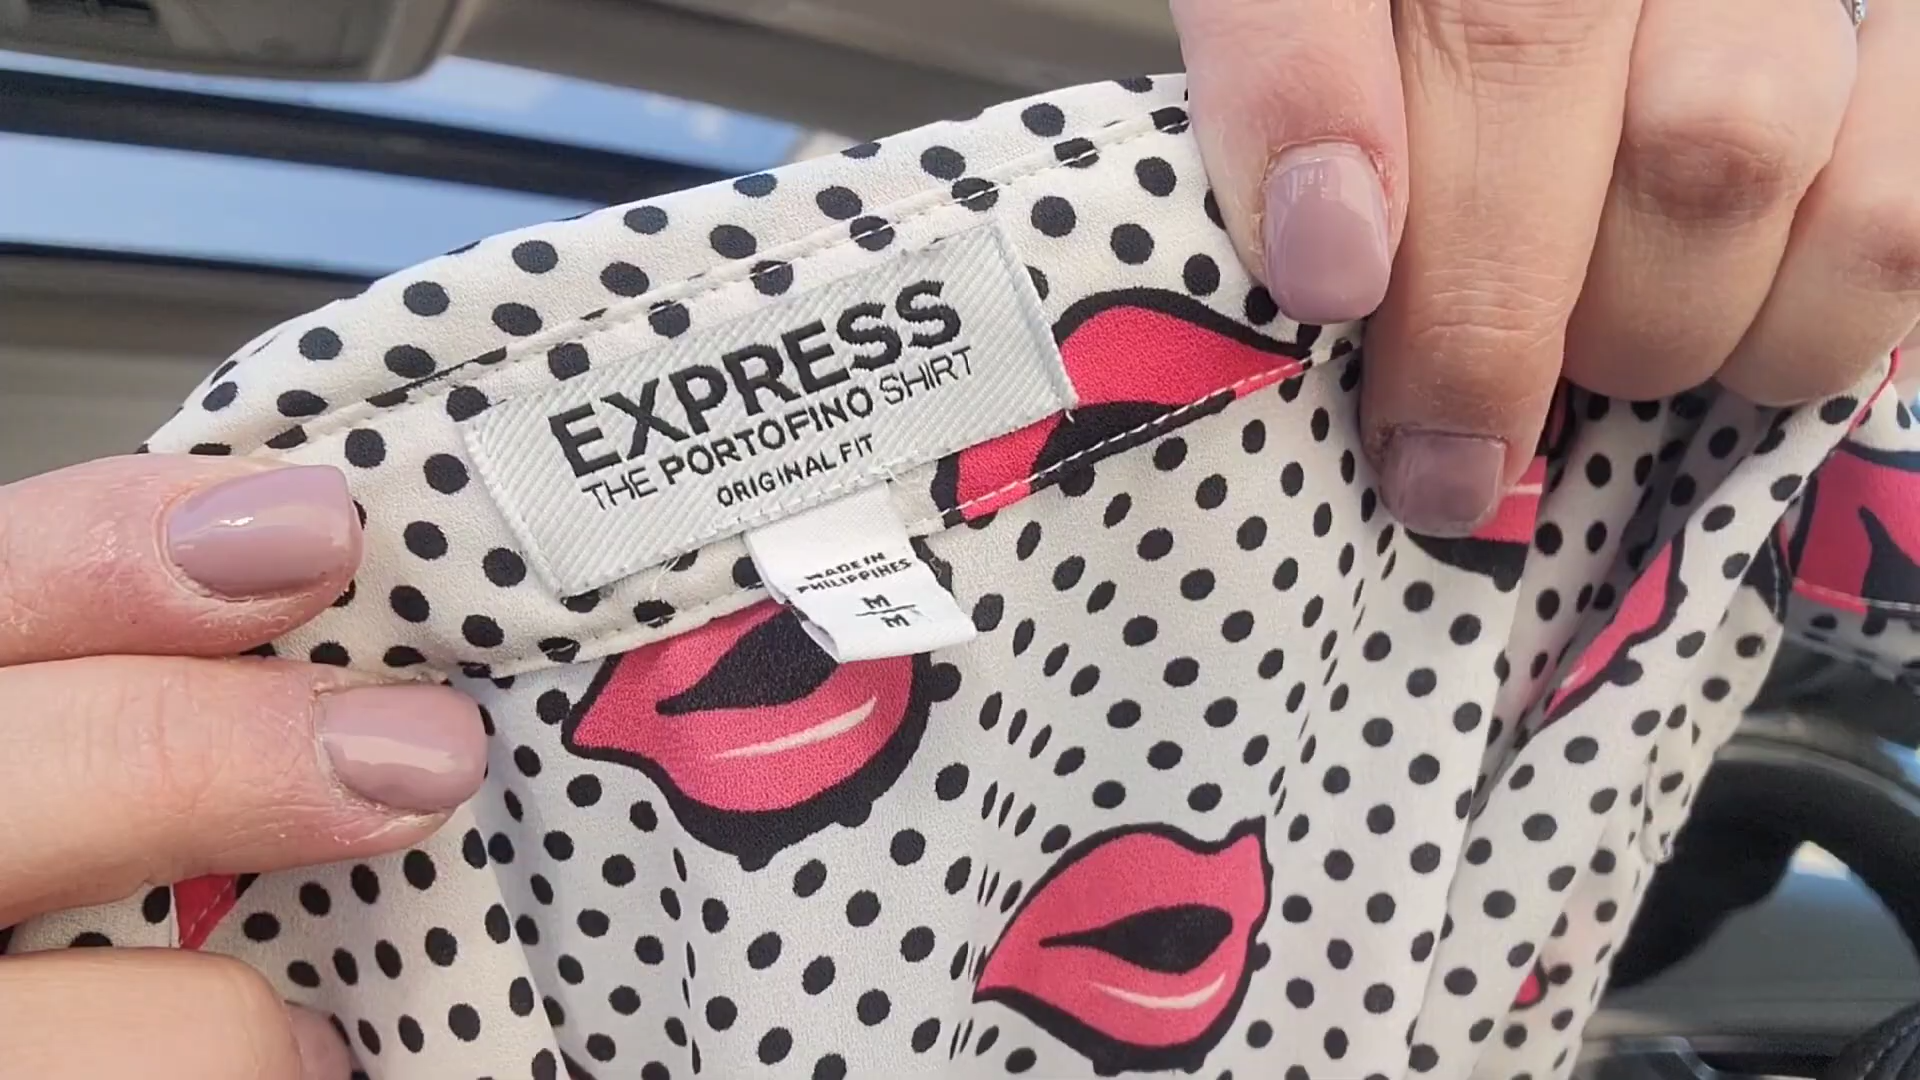 EXPRESS
THE PORTOFINO SHIRT
ORIGINAL FIT
MADE IN
PHILIPPINES
M
M